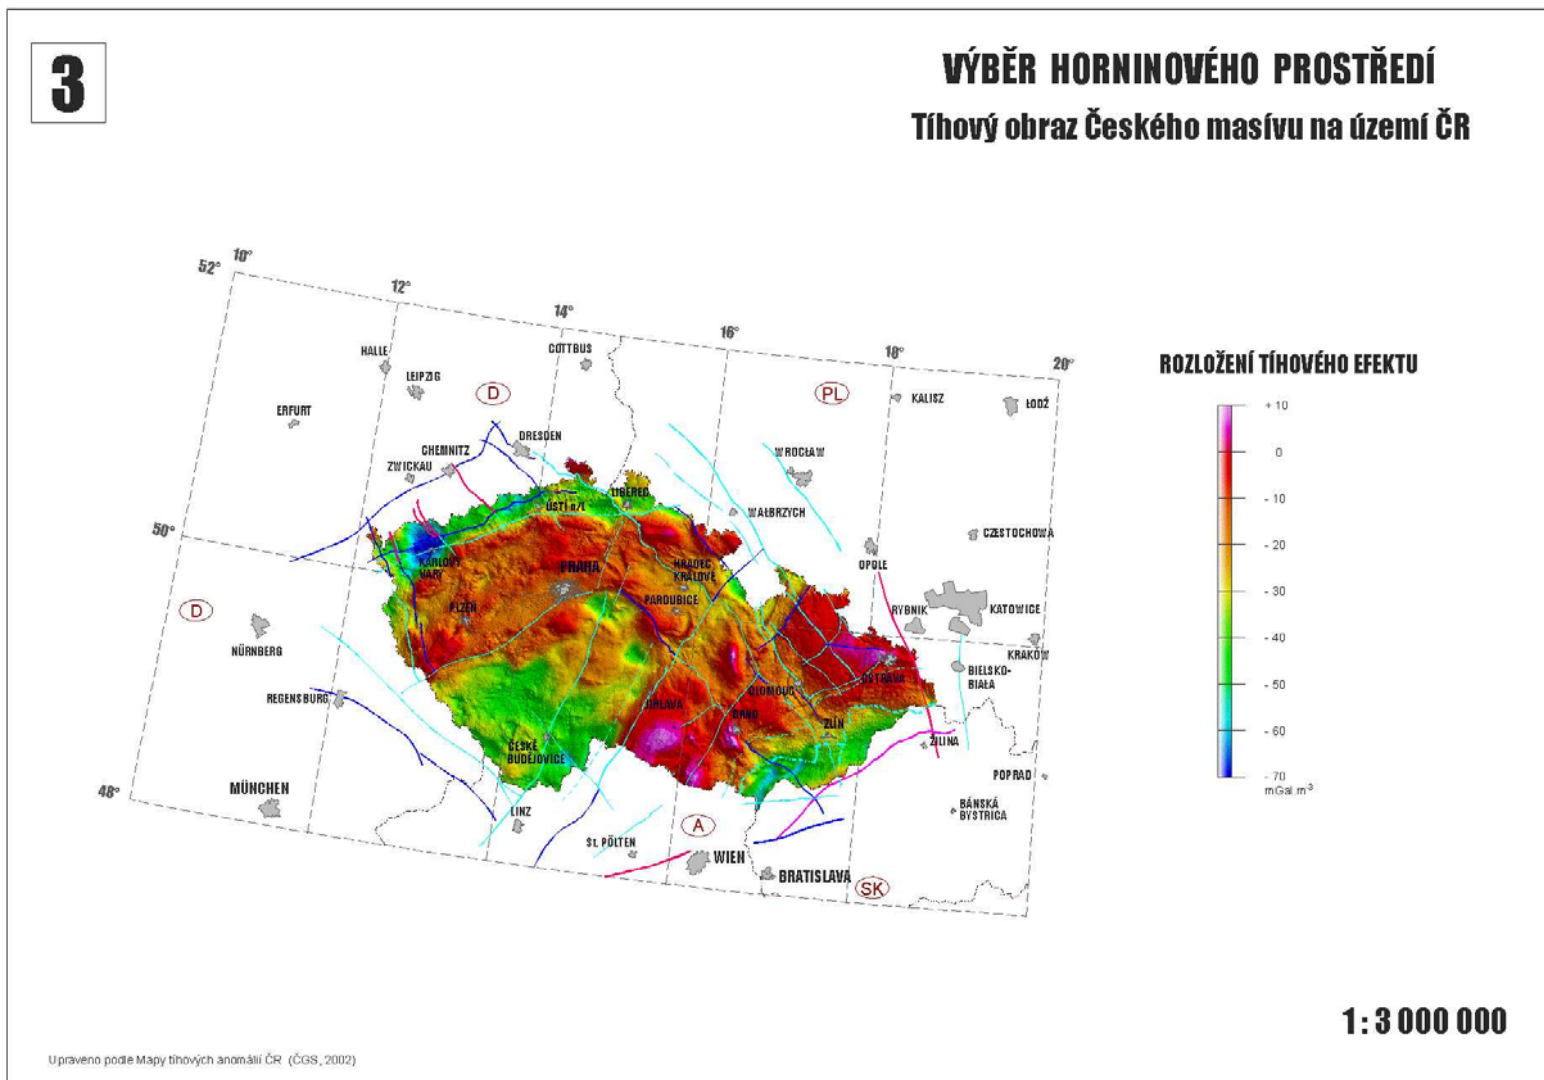 3
VÝBĚR HORNINOVÉHO PROSTŘEDÍ
Tíhový obraz Českého masívu na území ČR
10°
52°
12°
14°
16°
18°
20°
HALLE
COTTBUS
LEIPZIG
D
PL
KALISZ
ŁODŹ
ERFURT
DRESDEN
CHEMNITZ
ZWICKAU
WROCŁAW
LIBEREC
ÚSTÍ n/L
WAŁBRZYCH
50°
CZESTOCHOWA
KARLOVY
VARY
PRAHA
HRADEC
KRÁLOVÉ
OPOLE
PLZEŇ
PARDUBICE
D
RYBNIK
KATOWICE
NÜRNBERG
KRAKÓW
REGENSBURG
BIELSKO-
BIAŁA
OSTRAVA
OLOMOUC
JIHLAVA
BRNO
ZLÍN
ČESKÉ
BUDĚJOVICE
ŽILINA
POPRAD
48°
MÜNCHEN
LINZ
BÁNSKÁ
BYSTRICA
A
St. PÖLTEN
WIEN
BRATISLAVA
SK
ROZLOŽENÍ TÍHOVÉHO EFEKTU
+ 10
0
- 10
- 20
- 30
- 40
- 50
- 60
- 70
mGal.m⁻³
1 : 3 000 000
Upraveno podle Mapy tíhových anomálií ČR (ČGS, 2002)